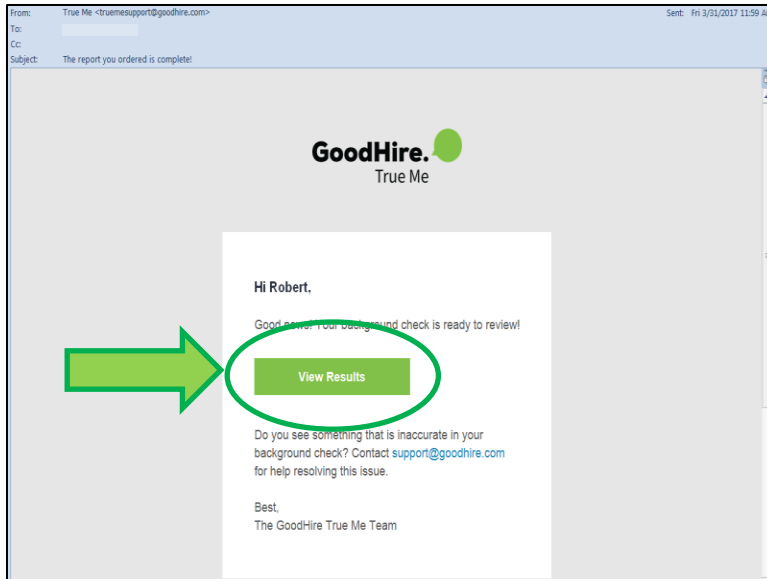 From: True Me <truemesupport@goodhire.com> Sent: Fri 3/31/2017 11:59
To:
Cc:
Subject: The report you ordered is complete!
GoodHire.
True Me
Hi Robert,
Good news! Your background check is ready to review!
View Results
Do you see something that is inaccurate in your
background check? Contact support@goodhire.com
for help resolving this issue.
Best,
The GoodHire True Me Team